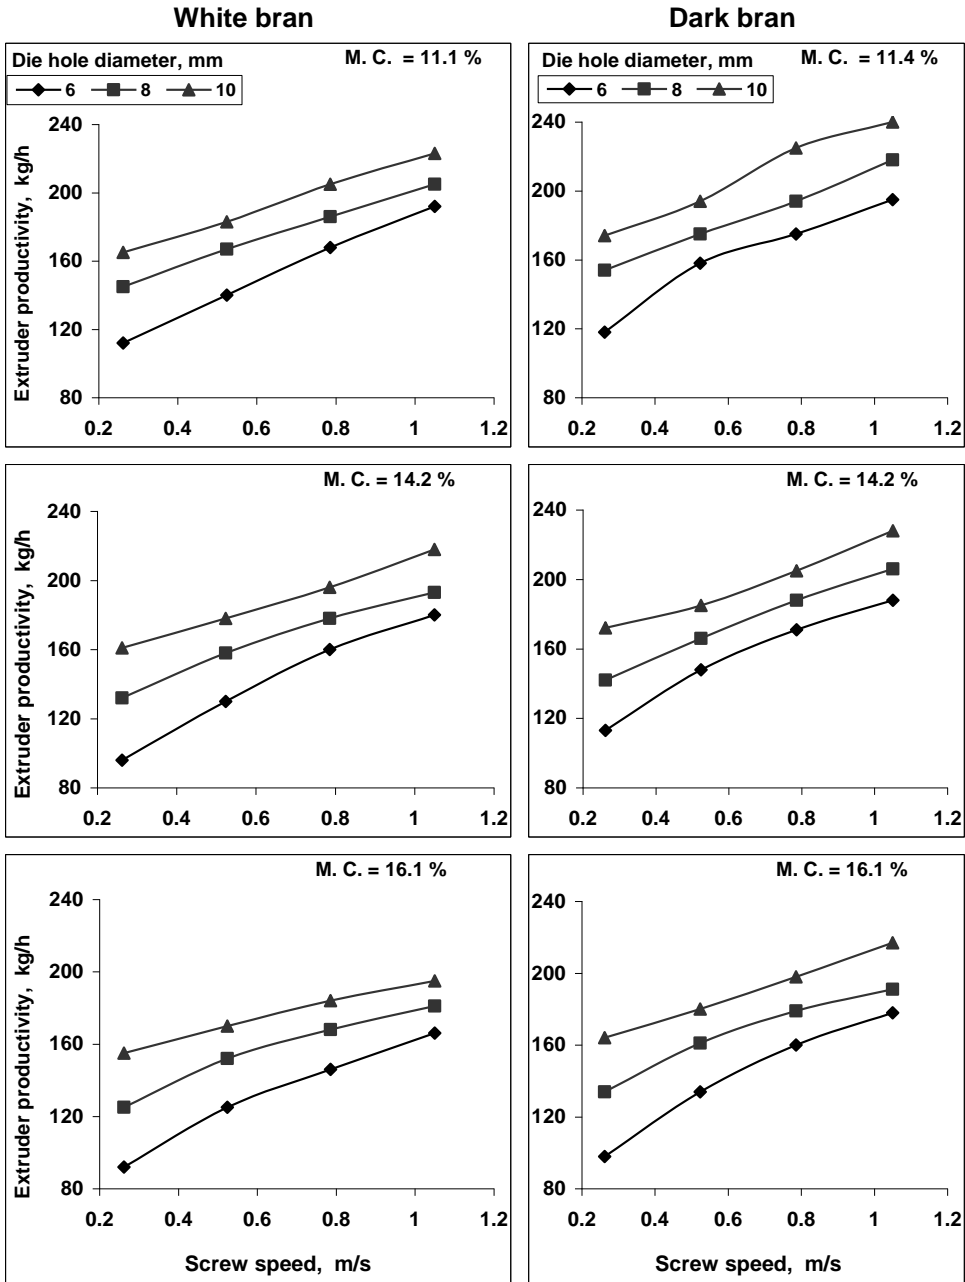 White bran
Dark bran
Die hole diameter, mm
M. C. = 11.1 %
6 8 10
Extruder productivity, kg/h
240
200
160
120
80
0.2 0.4 0.6 0.8 1 1.2
Die hole diameter, mm
M. C. = 11.4 %
6 8 10
240
200
160
120
80
0.2 0.4 0.6 0.8 1 1.2
M. C. = 14.2 %
Extruder productivity, kg/h
240
200
160
120
80
0.2 0.4 0.6 0.8 1 1.2
M. C. = 14.2 %
240
200
160
120
80
0.2 0.4 0.6 0.8 1 1.2
M. C. = 16.1 %
Extruder productivity, kg/h
240
200
160
120
80
0.2 0.4 0.6 0.8 1 1.2
Screw speed, m/s
M. C. = 16.1 %
240
200
160
120
80
0.2 0.4 0.6 0.8 1 1.2
Screw speed, m/s